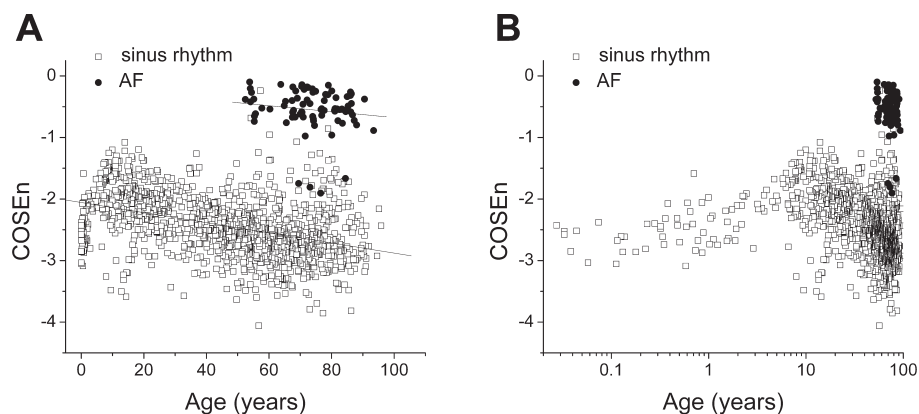 A
sinus rhythm
AF
0
-1
-2
-3
-4
COSEn
0 20 40 60 80 100
Age (years)
B
sinus rhythm
AF
0
-1
-2
-3
-4
COSEn
0.1 1 10 100
Age (years)